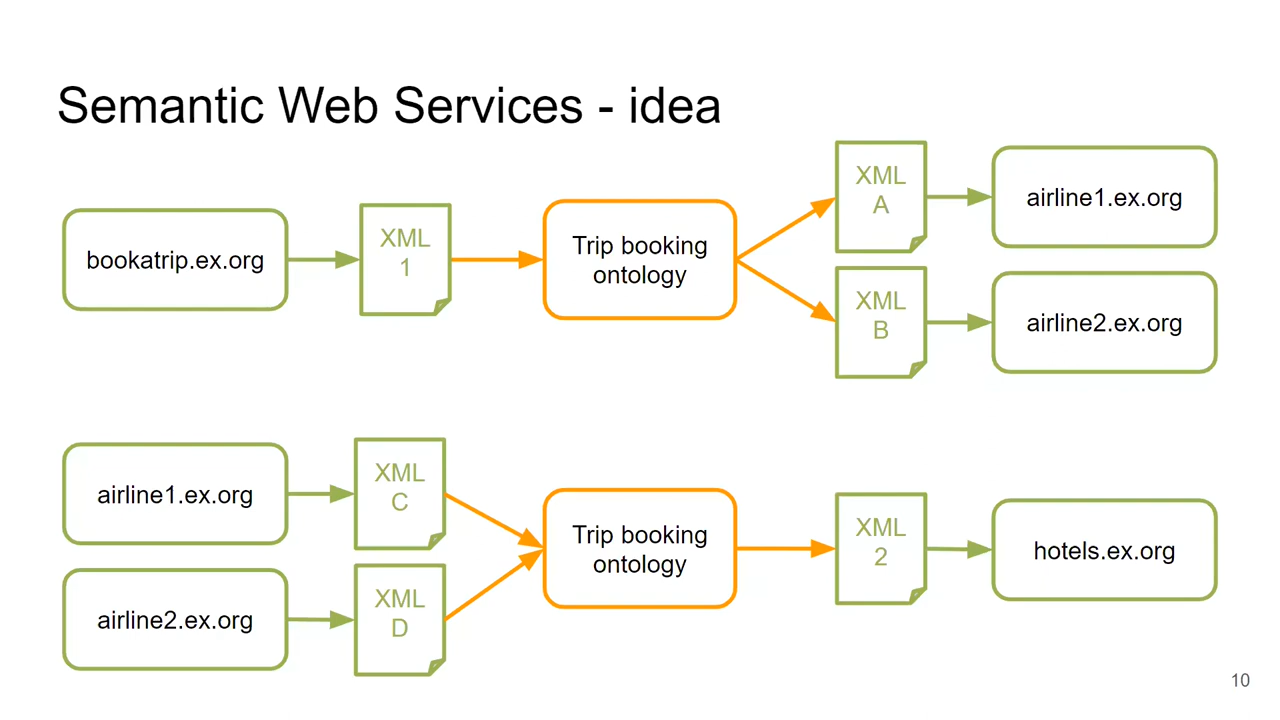 Semantic Web Services - idea
bookatrip.ex.org
XML
1
Trip booking
ontology
XML
A
airline1.ex.org
XML
B
airline2.ex.org
airline1.ex.org
XML
C
airline2.ex.org
XML
D
Trip booking
ontology
XML
2
hotels.ex.org
10